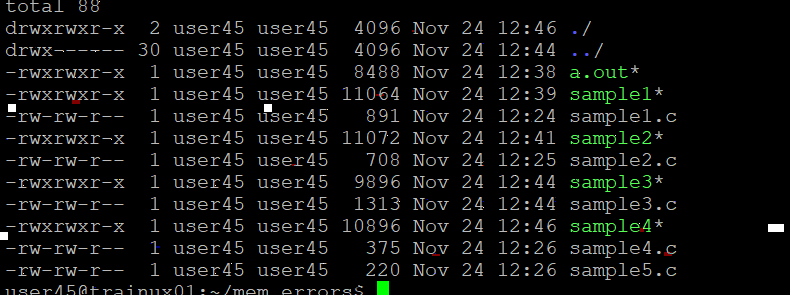 total 88
drwxrwxr-x  2 user45 user45  4096 Nov 24 12:46 ./
drwx------ 30 user45 user45  4096 Nov 24 12:44 ../
-rwxrwxr-x  1 user45 user45  8488 Nov 24 12:38 a.out*
-rwxrwxr-x  1 user45 user45 11064 Nov 24 12:39 sample1*
-rw-rw-r--  1 user45 user45   891 Nov 24 12:24 sample1.c
-rwxrwxr-x  1 user45 user45 11072 Nov 24 12:41 sample2*
-rw-rw-r--  1 user45 user45   708 Nov 24 12:25 sample2.c
-rwxrwxr-x  1 user45 user45  9896 Nov 24 12:44 sample3*
-rw-rw-r--  1 user45 user45  1313 Nov 24 12:44 sample3.c
-rwxrwxr-x  1 user45 user45 10896 Nov 24 12:46 sample4*
-rw-rw-r--  1 user45 user45   375 Nov 24 12:26 sample4.c
-rw-rw-r--  1 user45 user45   220 Nov 24 12:26 sample5.c
user45@trainux01:~/mem_errors$